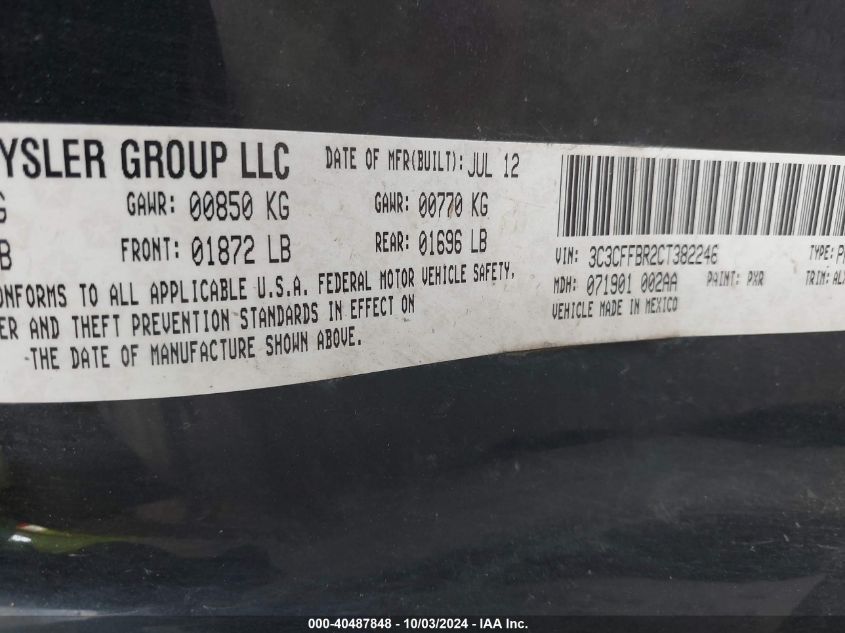 YSLER GROUP LLC DATE OF MFR(BUILT): JUL 12
G GAWR: 00850 KG GAWR: 00770 KG
B FRONT: 01872 LB REAR: 01696 LB
ONFORMS TO ALL APPLICABLE U.S.A. FEDERAL MOTOR VEHICLE SAFETY,
ER AND THEFT PREVENTION STANDARDS IN EFFECT ON
THE DATE OF MANUFACTURE SHOWN ABOVE.
VIN: 3C3CFFBR2CT382246 TYPE: P
MDH: 071901 002AA PAINT: PXR TRIM: AL
VEHICLE MADE IN MEXICO
000-40487848 - 10/03/2024 - IAA Inc.